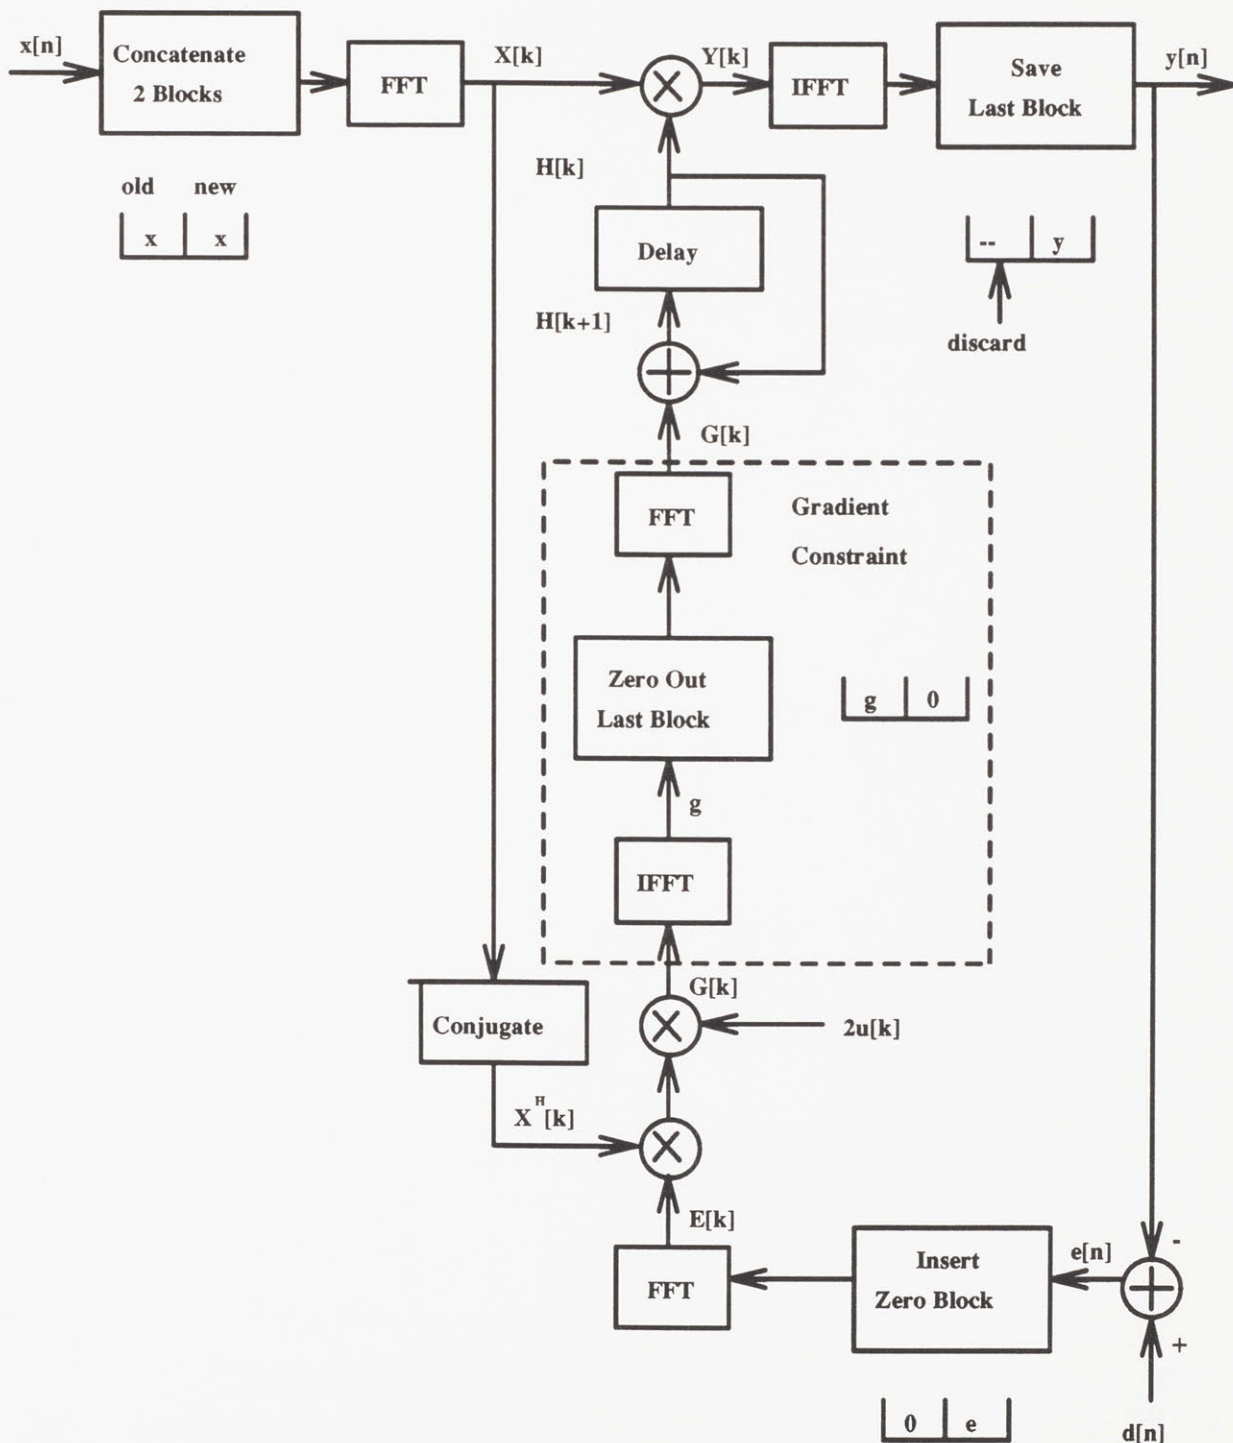 x[n]
Concatenate
2 Blocks
FFT
X[k]
Y[k]
IFFT
Save
Last Block
y[n]
old new
x x
H[k]
Delay
H[k+1]
-- y
discard
G[k]
FFT
Gradient
Constraint
Zero Out
Last Block
g 0
g
IFFT
G[k]
2u[k]
Conjugate
X^H[k]
E[k]
FFT
Insert
Zero Block
e[n]
-
+
0 e
d[n]